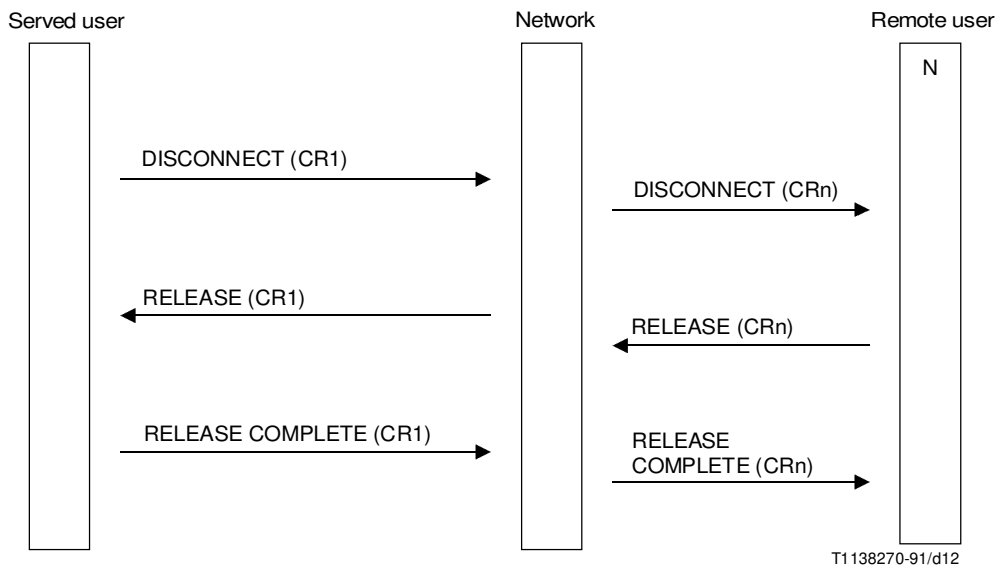 Served user
Network
Remote user
N
DISCONNECT (CR1)
DISCONNECT (CRn)
RELEASE (CR1)
RELEASE (CRn)
RELEASE COMPLETE (CR1)
RELEASE
COMPLETE (CRn)
T1138270-91/d12